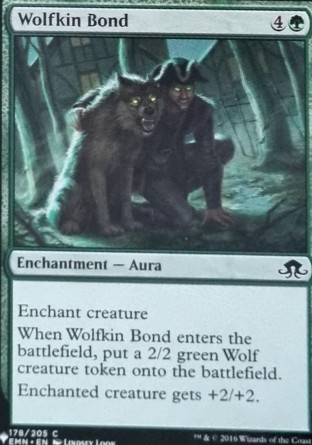 Wolfkin Bond 4
Enchantment — Aura
Enchant creature
When Wolfkin Bond enters the
battlefield, put a 2/2 green Wolf
creature token onto the battlefield.
Enchanted creature gets +2/+2.
178/205 C
EMN • EN Lindsey Look
™ & © 2016 Wizards of the Coast